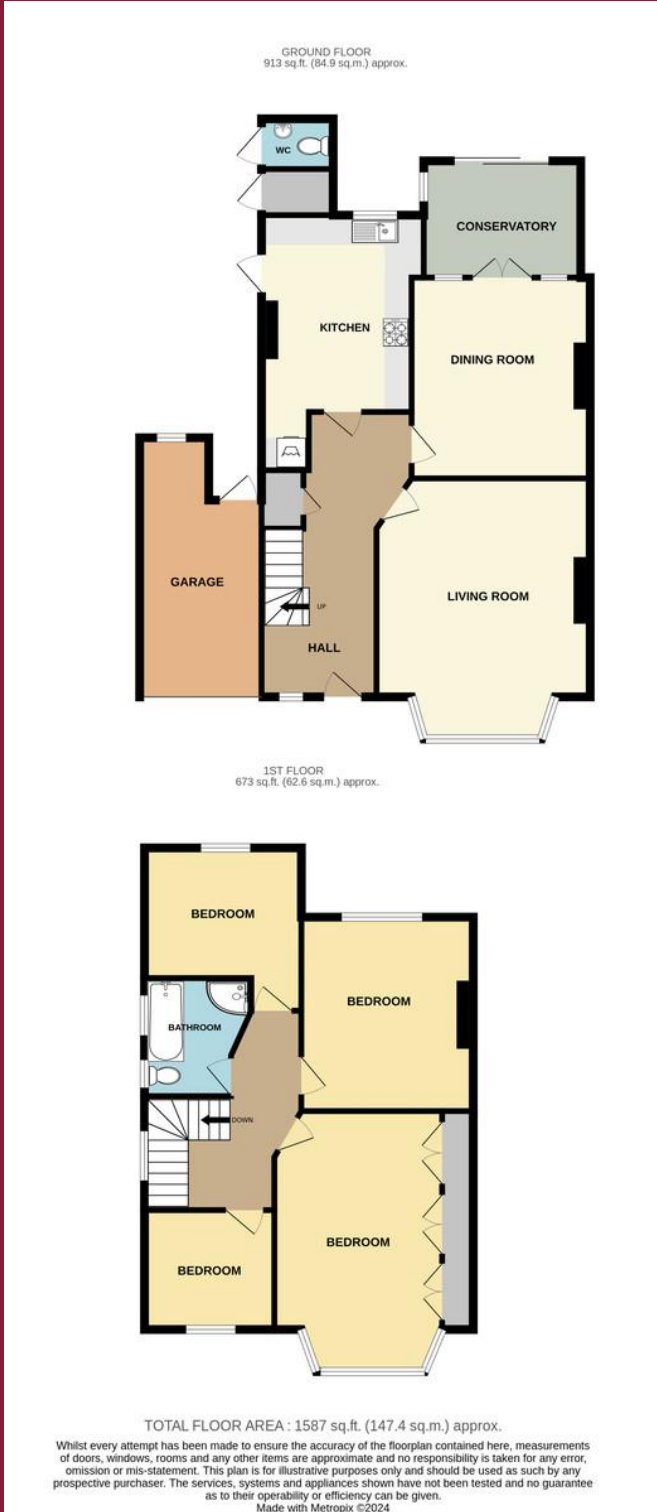 GROUND FLOOR
913 sq.ft. (84.9 sq.m.) approx.
WC
CONSERVATORY
KITCHEN
DINING ROOM
GARAGE
LIVING ROOM
UP
HALL
1ST FLOOR
673 sq.ft. (62.6 sq.m.) approx.
BEDROOM
BEDROOM
BATHROOM
DOWN
BEDROOM
BEDROOM
TOTAL FLOOR AREA : 1587 sq.ft. (147.4 sq.m.) approx.
Whilst every attempt has been made to ensure the accuracy of the floorplan contained here, measurements
of doors, windows, rooms and any other items are approximate and no responsibility is taken for any error,
omission or mis-statement. This plan is for illustrative purposes only and should be used as such by any
prospective purchaser. The services, systems and appliances shown have not been tested and no guarantee
as to their operability or efficiency can be given.
Made with Metropix ©2024